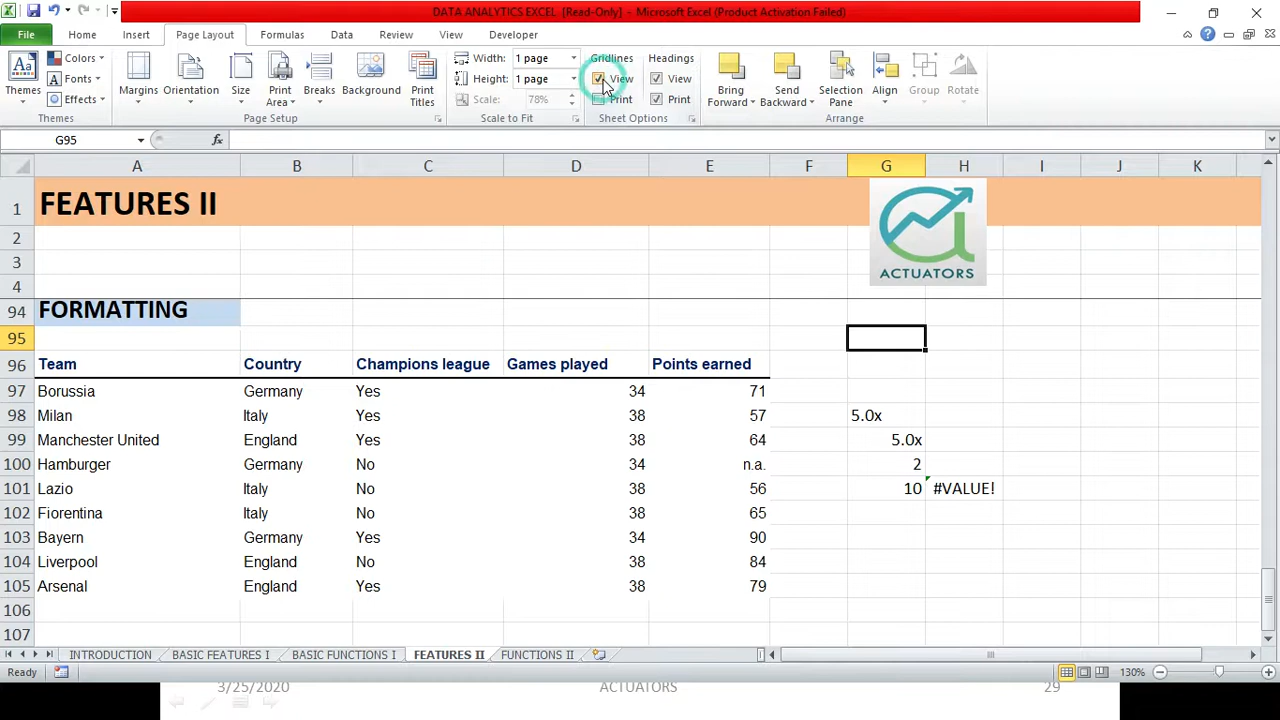 DATA ANALYTICS EXCEL [Read-Only] - Microsoft Excel (Product Activation Failed)
File Home Insert Page Layout Formulas Data Review View Developer
Themes Colors Fonts Effects Margins Orientation Size Print Area Breaks Background Print Titles Width: 1 page Height: 1 page Scale: 78% Gridlines View Print Headings View Print Bring Forward Send Backward Selection Pane Align Group Rotate
Themes Page Setup Scale to Fit Sheet Options Arrange
G95 fx
A B C D E F G H I J K
1 FEATURES II
ACTUATORS
2
3
4
94 FORMATTING
95
96 Team Country Champions league Games played Points earned
97 Borussia Germany Yes 34 71
98 Milan Italy Yes 38 57 5.0x
99 Manchester United England Yes 38 64 5.0x
100 Hamburger Germany No 34 n.a. 2
101 Lazio Italy No 38 56 10 #VALUE!
102 Fiorentina Italy No 38 65
103 Bayern Germany Yes 34 90
104 Liverpool England No 38 84
105 Arsenal England Yes 38 79
106
107
INTRODUCTION BASIC FEATURES I BASIC FUNCTIONS I FEATURES II FUNCTIONS II
Ready 130%
3/25/2020 ACTUATORS 29